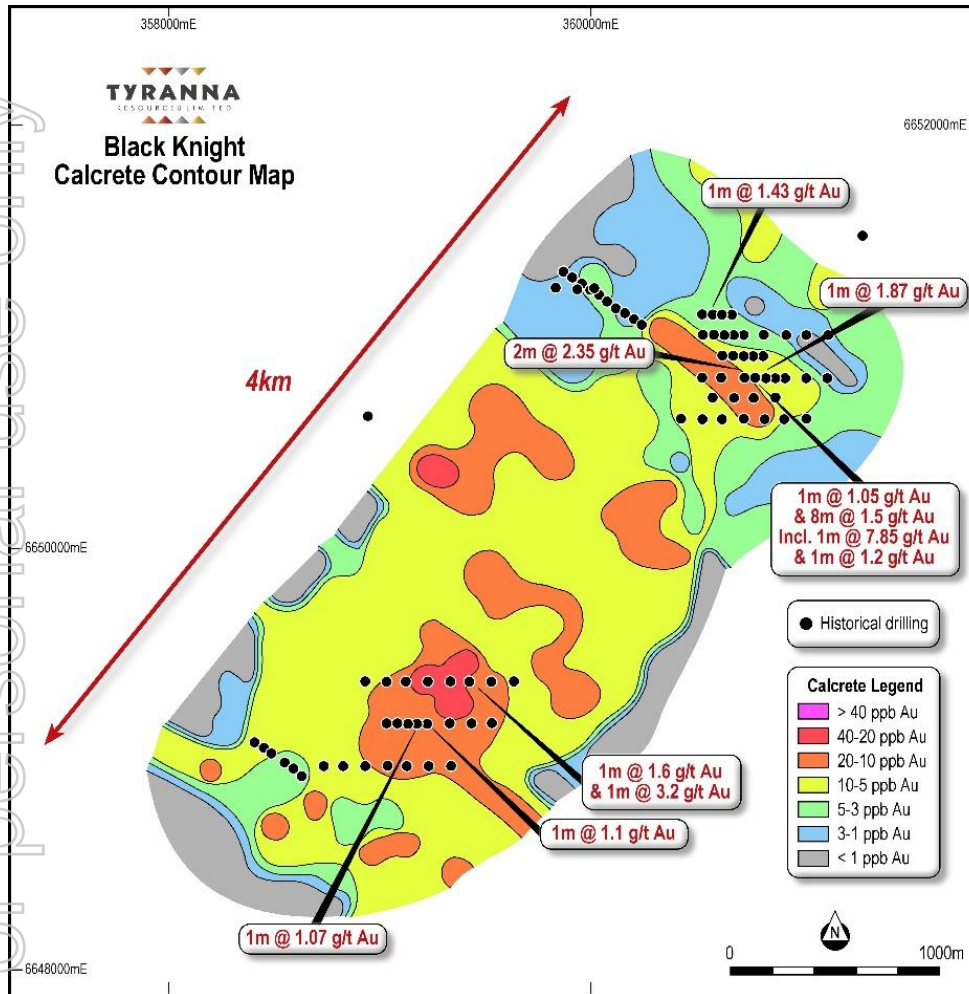 358000mE
360000mE
TYRANNA
RESOURCES LIMITED
Black Knight
Calcrete Contour Map
6652000mE
4km
1m @ 1.43 g/t Au
1m @ 1.87 g/t Au
2m @ 2.35 g/t Au
1m @ 1.05 g/t Au
& 8m @ 1.5 g/t Au
Incl. 1m @ 7.85 g/t Au
& 1m @ 1.2 g/t Au
6650000mE
Historical drilling
Calcrete Legend
> 40 ppb Au
40-20 ppb Au
20-10 ppb Au
10-5 ppb Au
5-3 ppb Au
3-1 ppb Au
< 1 ppb Au
1m @ 1.6 g/t Au
& 1m @ 3.2 g/t Au
1m @ 1.1 g/t Au
1m @ 1.07 g/t Au
N
0 1000m
6648000mE
or personal use only